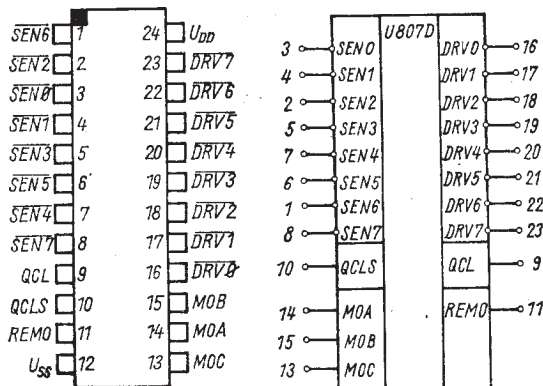 SEN6 1 24 UDD
SEN2 2 23 DRV7
SEN0 3 22 DRV6
SEN1 4 21 DRV5
SEN3 5 20 DRV4
SEN5 6 19 DRV3
SEN4 7 18 DRV2
SEN7 8 17 DRV1
QCL 9 16 DRV0
QCLS 10 15 MOB
REMO 11 14 MOA
USS 12 13 MOC
U807D
3 SEN0 DRV0 16
4 SEN1 DRV1 17
2 SEN2 DRV2 18
5 SEN3 DRV3 19
7 SEN4 DRV4 20
6 SEN5 DRV5 21
1 SEN6 DRV6 22
8 SEN7 DRV7 23
10 QCLS QCL 9
14 MOA REMO 11
15 MOB
13 MOC